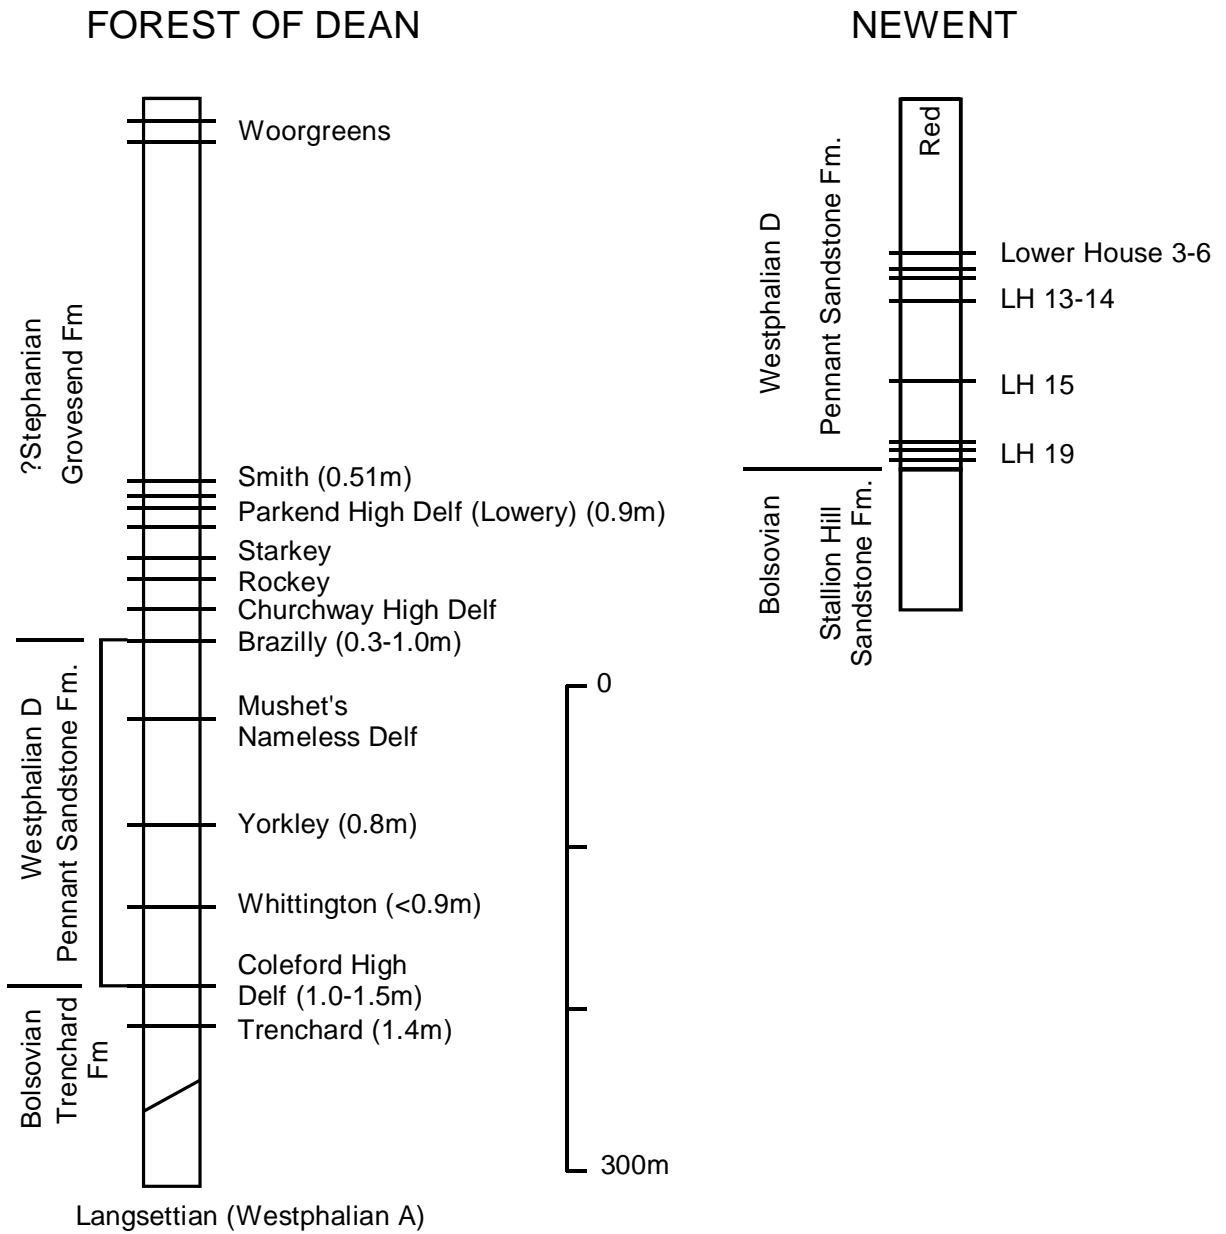 FOREST OF DEAN
Woorgreens
?Stephanian
Grovesend Fm
Smith (0.51m)
Parkend High Delf (Lowery) (0.9m)
Starkey
Rockey
Churchway High Delf
Brazilly (0.3-1.0m)
Westphalian D
Pennant Sandstone Fm.
Mushet's
Nameless Delf
Yorkley (0.8m)
Whittington (<0.9m)
Coleford High
Delf (1.0-1.5m)
Trenchard (1.4m)
Bolsovian
Trenchard
Fm
Langsettian (Westphalian A)
0
300m
NEWENT
Red
Westphalian D
Pennant Sandstone Fm.
Lower House 3-6
LH 13-14
LH 15
LH 19
Bolsovian
Stallion Hill
Sandstone Fm.